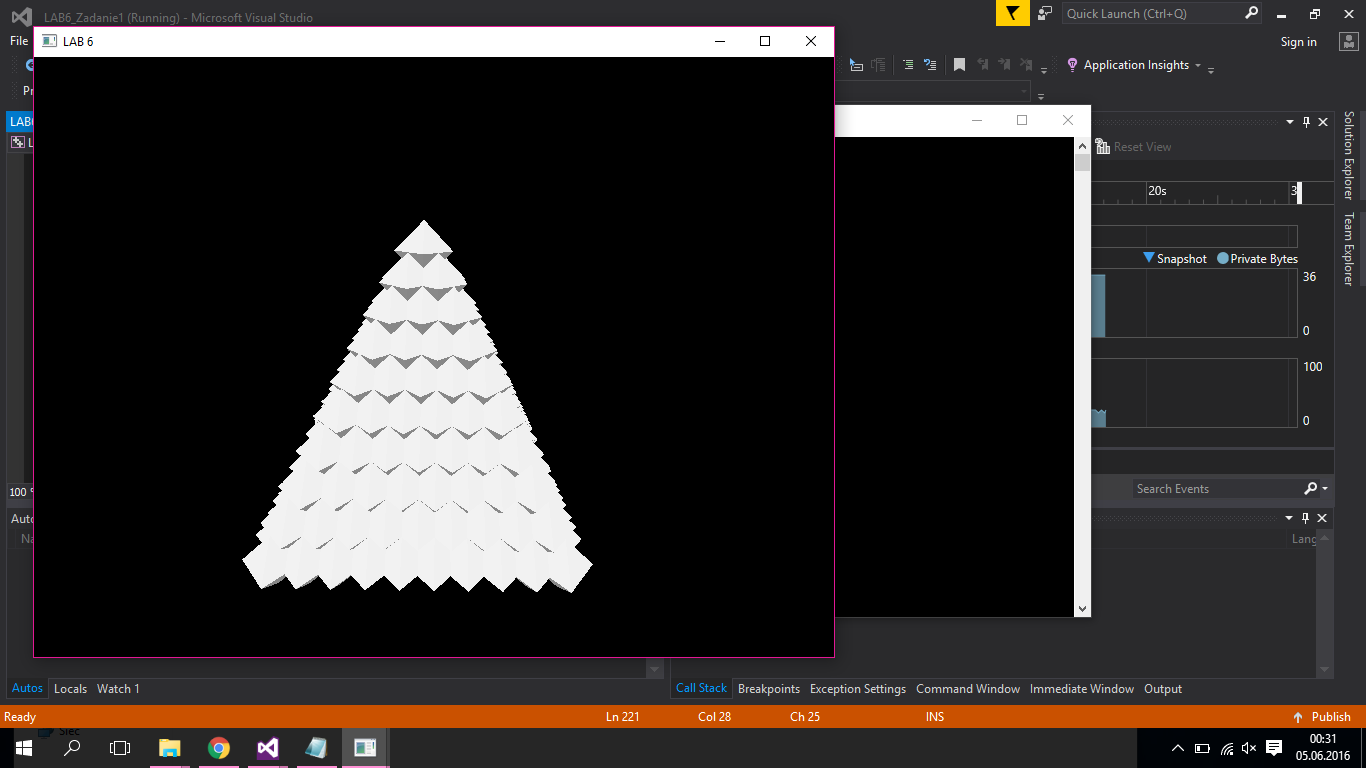 LAB6_Zadanie1 (Running) - Microsoft Visual Studio
Quick Launch (Ctrl+Q)
LAB 6
File
Sign in
Application Insights
LAB6
Reset View
Solution Explorer
Team Explorer
20s
3
Snapshot
Private Bytes
36
0
100
0
100 %
Search Events
Auto
Na
Lang
Autos
Locals
Watch 1
Call Stack
Breakpoints
Exception Settings
Command Window
Immediate Window
Output
Ready
Ln 221
Col 28
Ch 25
INS
Publish
Sieć
00:31
05.06.2016